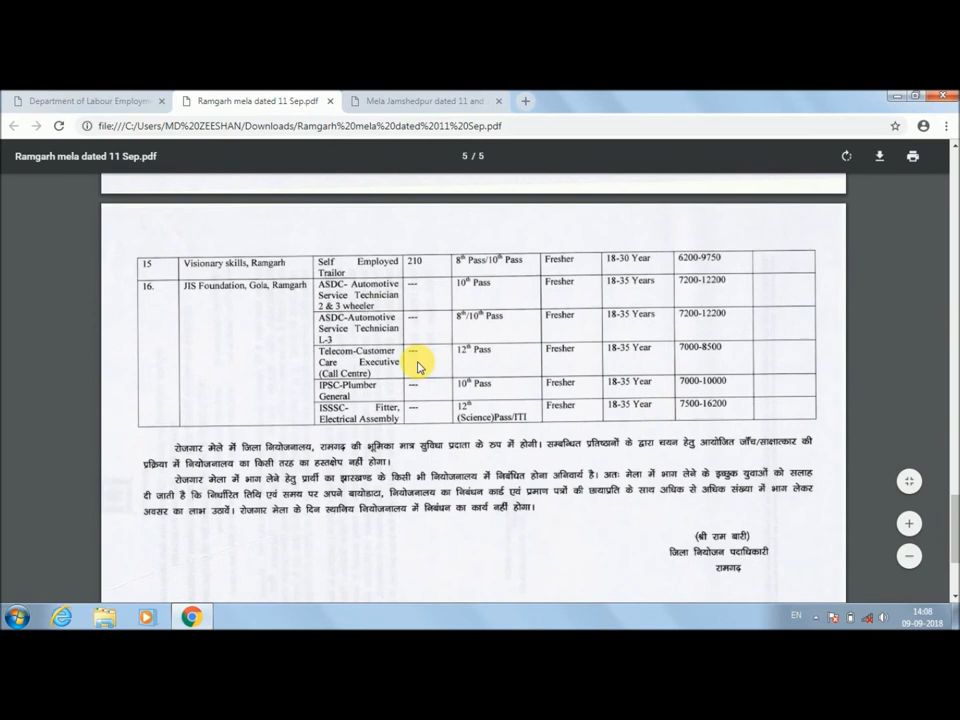 Department of Labour Employm
Ramgarh mela dated 11 Sep.pdf
Mela Jamshedpur dated 11 and
file:///C:/Users/MD%20ZEESHAN/Downloads/Ramgarh%20mela%20dated%2011%20Sep.pdf
Ramgarh mela dated 11 Sep.pdf
5 / 5
15 Visionary skills, Ramgarh Self Employed 210 8th Pass/10th Pass Fresher 18-30 Year 6200-9750
Trailor
16. JIS Foundation, Gola, Ramgarh ASDC- Automotive --- 10th Pass Fresher 18-35 Years 7200-12200
Service Technician
2 & 3 wheeler
ASDC-Automotive --- 8th/10th Pass Fresher 18-35 Years 7200-12200
Service Technician
L-3
Telecom-Customer --- 12th Pass Fresher 18-35 Year 7000-8500
Care Executive
(Call Centre)
IPSC-Plumber --- 10th Pass Fresher 18-35 Year 7000-10000
General
ISSSC- Fitter, --- 12th Fresher 18-35 Year 7500-16200
Electrical Assembly (Science)Pass/ITI
रोजगार मेले में जिला नियोजनालय, रामगढ़ की भूमिका मात्र सुविधा प्रदाता के रुप में होगी। सम्बन्धित प्रतिष्ठानों के द्वारा चयन हेतु आयोजित जाँच/साक्षात्कार की
प्रक्रिया में नियोजनालय का किसी तरह का हस्तक्षेप नहीं होगा।
रोजगार मेला में भाग लेने हेतु प्रार्थी का झारखण्ड के किसी भी नियोजनालय में निबंधित होना अनिवार्य है। अतः मेला में भाग लेने के इच्छुक युवाओं को सलाह
दी जाती है कि निर्धारित तिथि एवं समय पर अपने बायोडाटा, नियोजनालय का निबंधन कार्ड एवं प्रमाण पत्रों की छायाप्रति के साथ अधिक से अधिक संख्या में भाग लेकर
अवसर का लाभ उठावें। रोजगार मेला के दिन स्थानिय नियोजनालय में निबंधन का कार्य नहीं होगा।
(श्री राम बारी)
जिला नियोजन पदाधिकारी
रामगढ़
EN
14:08
09-09-2018